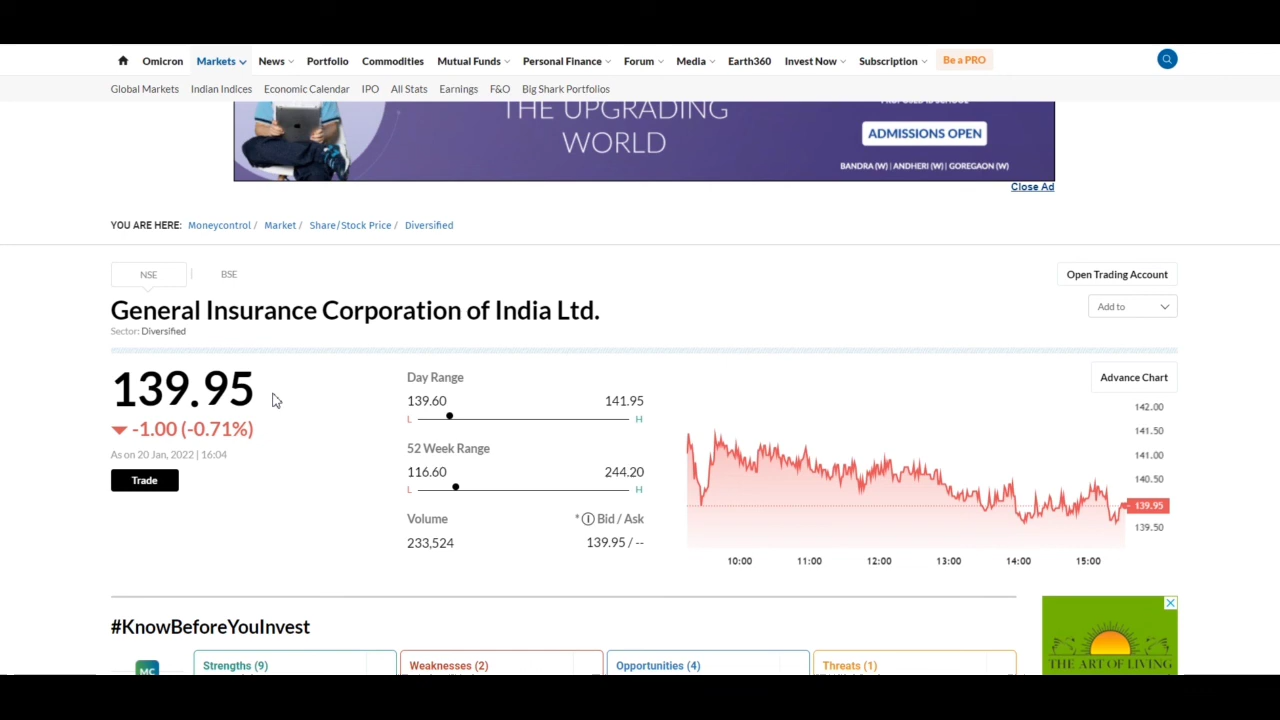 Omicron Markets News Portfolio Commodities Mutual Funds Personal Finance Forum Media Earth360 Invest Now Subscription Be a PRO
Global Markets Indian Indices Economic Calendar IPO All Stats Earnings F&O Big Shark Portfolios
THE UPGRADING
WORLD
ADMISSIONS OPEN
BANDRA (W) | ANDHERI (W) | GOREGAON (W)
Close Ad
YOU ARE HERE: Moneycontrol / Market / Share/Stock Price / Diversified
NSE | BSE
Open Trading Account
General Insurance Corporation of India Ltd.
Add to
Sector: Diversified
139.95
-1.00 (-0.71%)
As on 20 Jan, 2022 | 16:04
Trade
Day Range
139.60 141.95
L H
52 Week Range
116.60 244.20
L H
Volume * Bid / Ask
233,524 139.95 / --
Advance Chart
142.00
141.50
141.00
140.50
139.95
139.50
10:00 11:00 12:00 13:00 14:00 15:00
#KnowBeforeYouInvest
MC
Strengths (9) Weaknesses (2) Opportunities (4) Threats (1)
THE ART OF LIVING